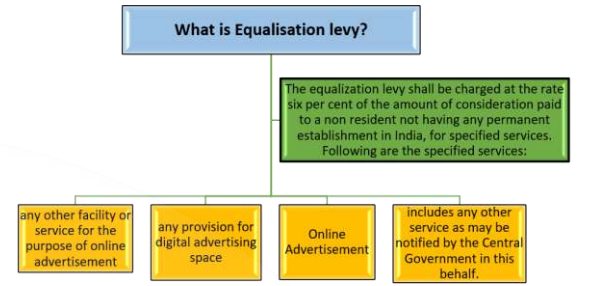 What is Equalisation levy?
The equalization levy shall be charged at the rate
six per cent of the amount of consideration paid
to a non resident not having any permanent
establishment in India, for specified services.
Following are the specified services:
any other facility or
service for the
purpose of online
advertisement
any provision for
digital advertising
space
Online
Advertisement
includes any other
service as may be
notified by the Central
Government in this
behalf.